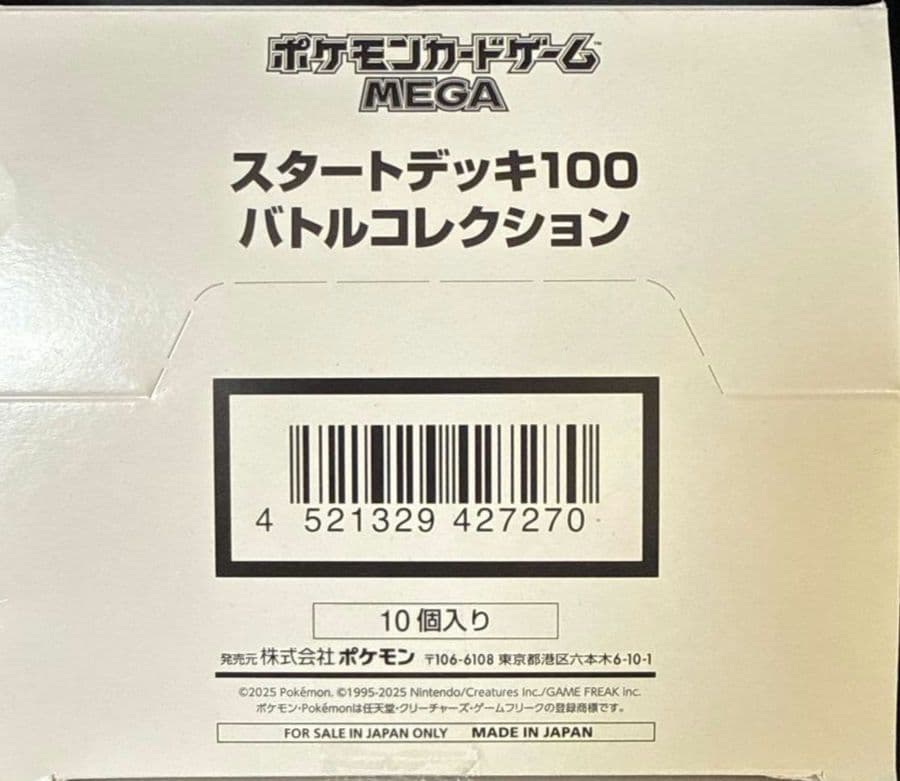 ポケモンカードゲーム™
MEGA
スタートデッキ100
バトルコレクション
4 521329 427270
10個入り
発売元 株式会社ポケモン 〒106-6108 東京都港区六本木6-10-1
©2025 Pokémon. ©1995-2025 Nintendo/Creatures Inc./GAME FREAK inc.
ポケモン・Pokémonは任天堂・クリーチャーズ・ゲームフリークの登録商標です。
FOR SALE IN JAPAN ONLY MADE IN JAPAN